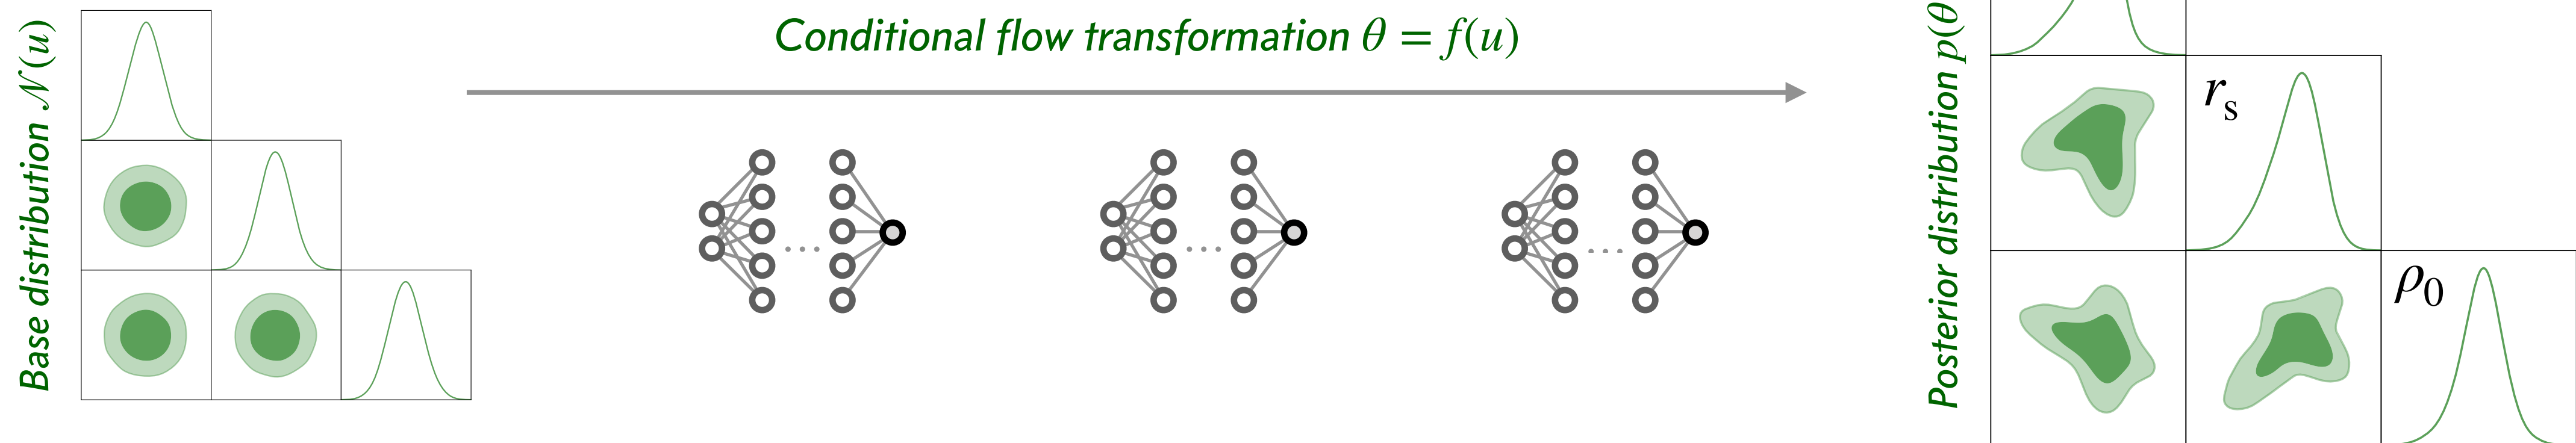 Base distribution 𝒩(u)
Conditional flow transformation θ = f(u)
Posterior distribution p(θ
r_s
ρ_0